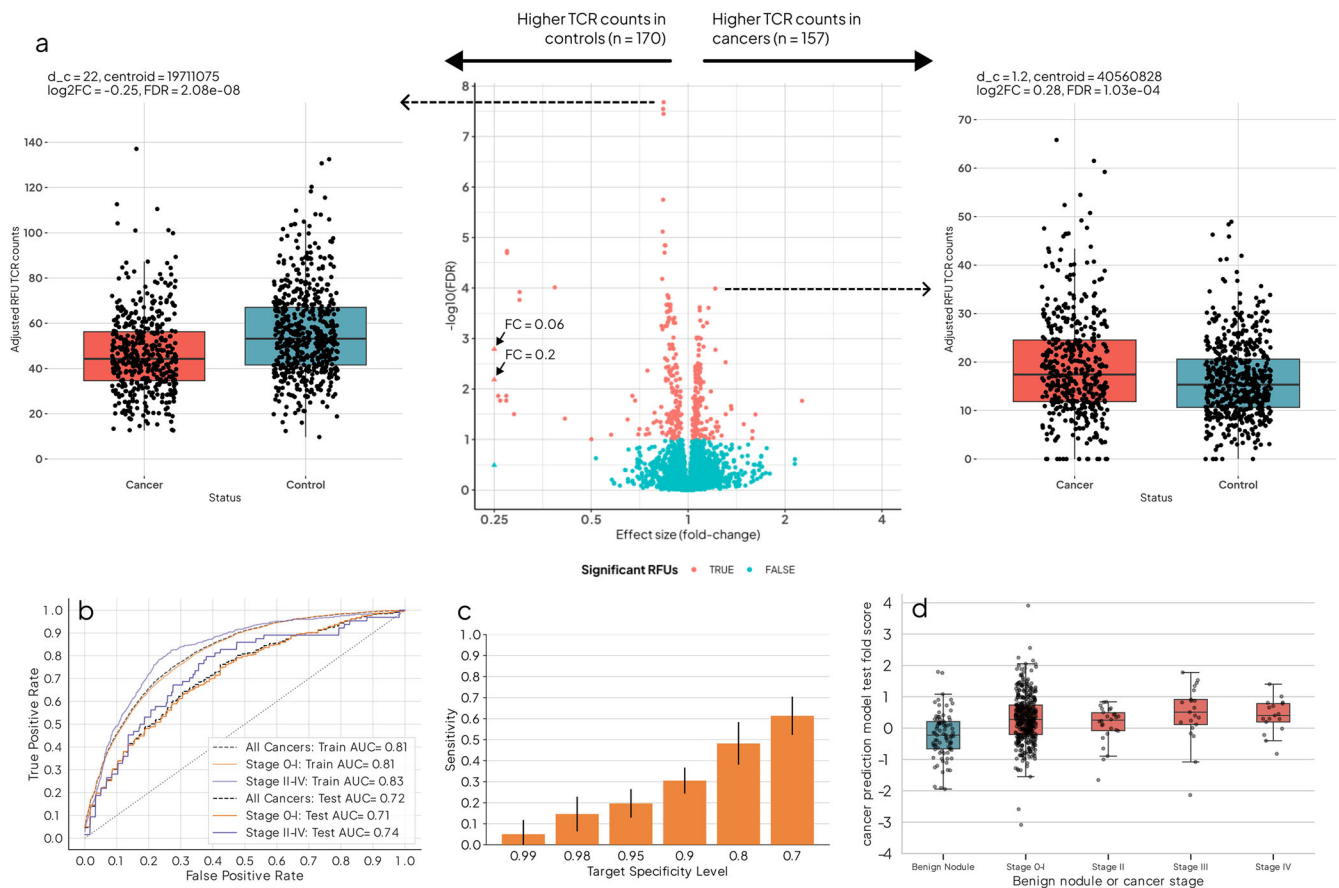 a
Higher TCR counts in
controls (n = 170)
Higher TCR counts in
cancers (n = 157)
d_c = 22, centroid = 19711075
log2FC = -0.25, FDR = 2.08e-08
Adjusted RFU TCR counts
140
120
100
80
60
40
20
0
Cancer
Control
Status
-log10(FDR)
8
7
6
5
4
3
2
1
0
FC = 0.06
FC = 0.2
0.25
0.5
1
2
4
Effect size (fold-change)
Significant RFUs
TRUE
FALSE
d_c = 1.2, centroid = 40560828
log2FC = 0.28, FDR = 1.03e-04
Adjusted RFU TCR counts
70
60
50
40
30
20
10
0
Cancer
Control
Status
b
True Positive Rate
1.0
0.9
0.8
0.7
0.6
0.5
0.4
0.3
0.2
0.1
0.0
All Cancers: Train AUC= 0.81
Stage 0-I: Train AUC= 0.81
Stage II-IV: Train AUC= 0.83
All Cancers: Test AUC= 0.72
Stage 0-I: Test AUC= 0.71
Stage II-IV: Test AUC= 0.74
0.0 0.1 0.2 0.3 0.4 0.5 0.6 0.7 0.8 0.9 1.0
False Positive Rate
c
Sensitivity
1.0
0.9
0.8
0.7
0.6
0.5
0.4
0.3
0.2
0.1
0.0
0.99 0.98 0.95 0.9 0.8 0.7
Target Specificity Level
d
cancer prediction model test fold score
4
3
2
1
0
-1
-2
-3
-4
Benign Nodule
Stage 0-I
Stage II
Stage III
Stage IV
Benign nodule or cancer stage